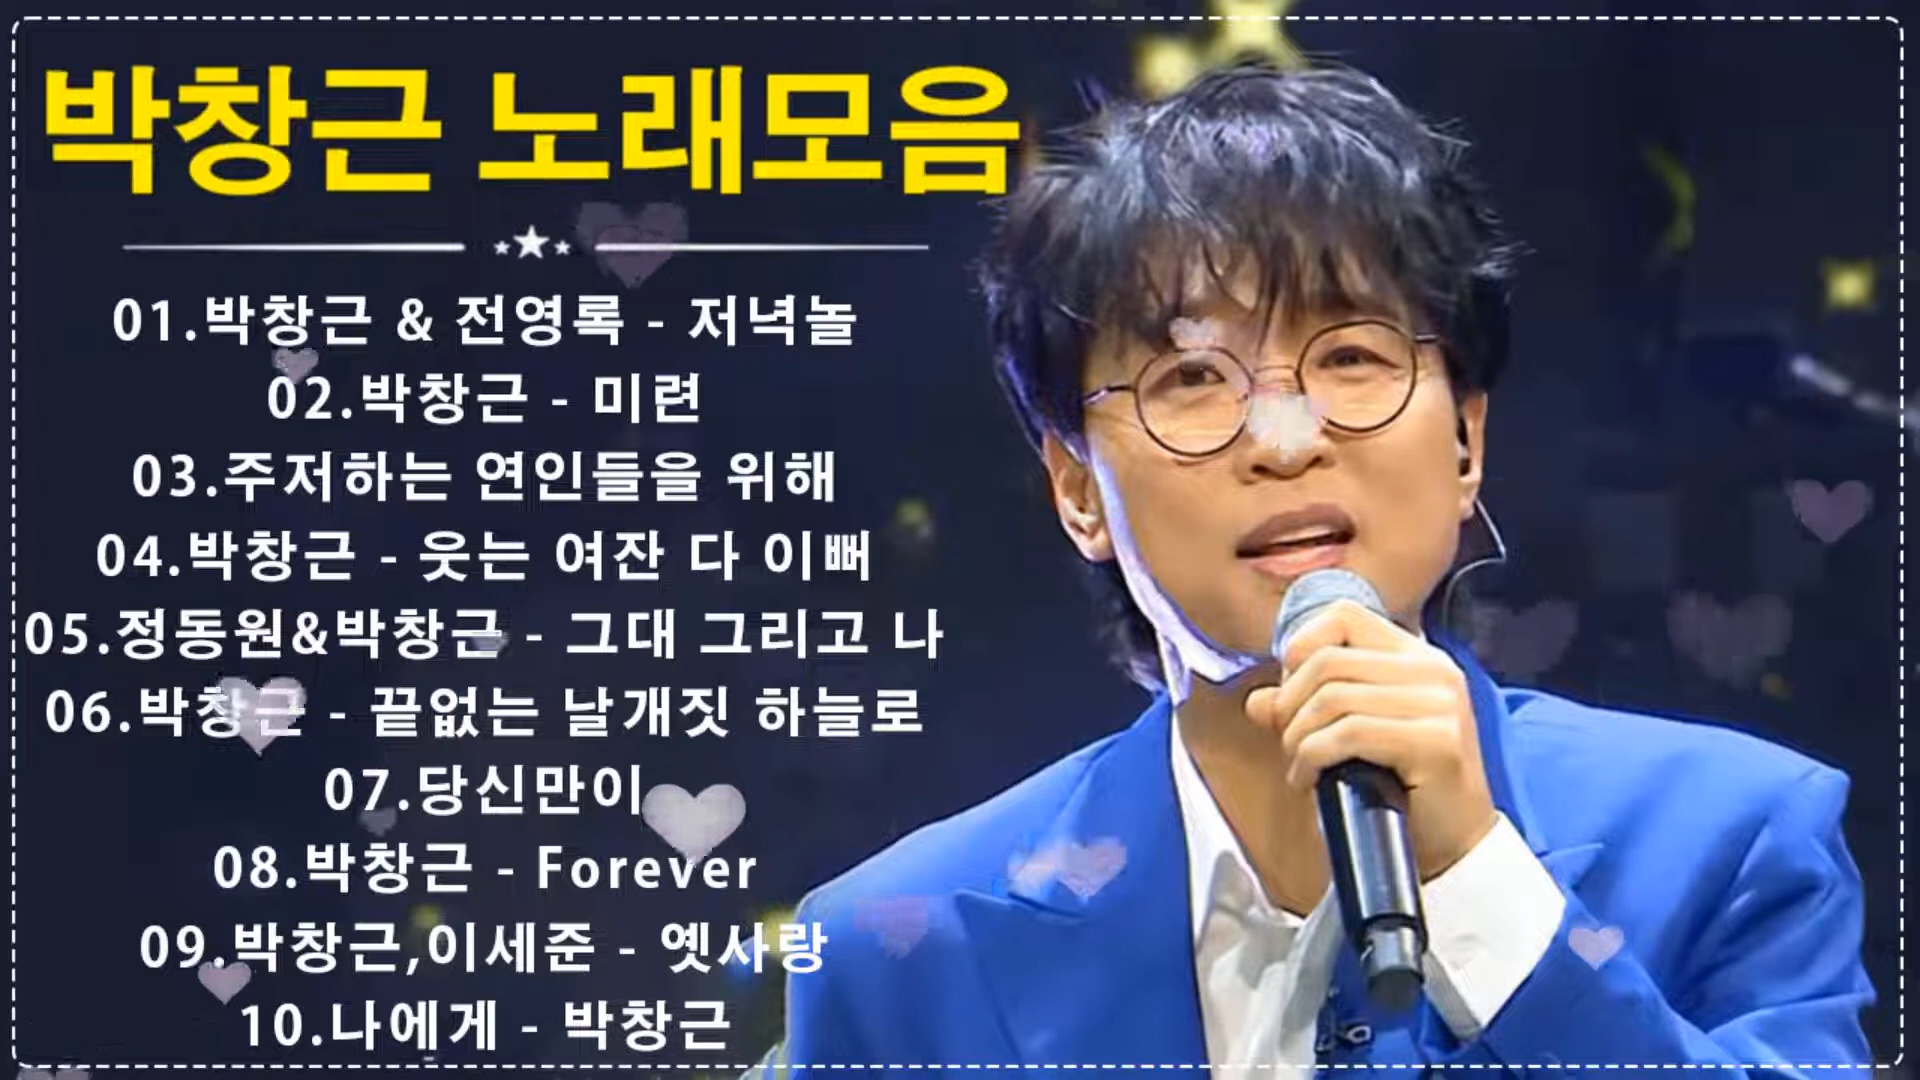 박창근 노래모음
01.박창근 & 전영록 - 저녁놀
02.박창근 - 미련
03.주저하는 연인들을 위해
04.박창근 - 웃는 여잔 다 이뻐
05.정동원&박창근 - 그대 그리고 나
06.박창근 - 끝없는 날개짓 하늘로
07.당신만이
08.박창근 - Forever
09.박창근,이세준 - 옛사랑
10.나에게 - 박창근